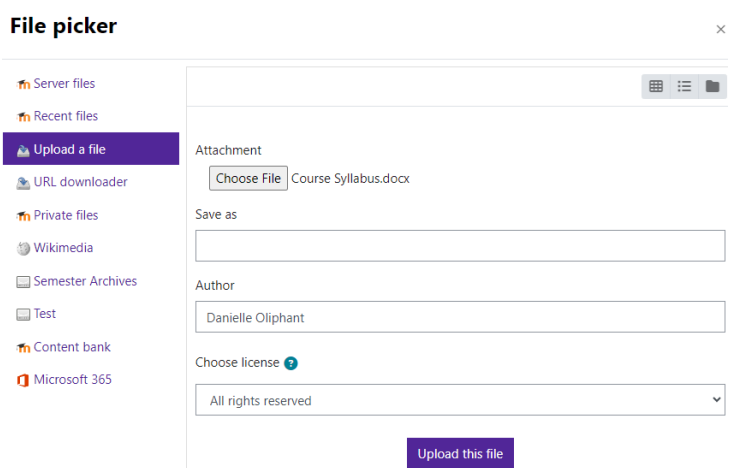 File picker
×
Server files
Recent files
Upload a file
URL downloader
Private files
Wikimedia
Semester Archives
Test
Content bank
Microsoft 365
Attachment
Choose File Course Syllabus.docx
Save as
Author
Danielle Oliphant
Choose license ?
All rights reserved
Upload this file